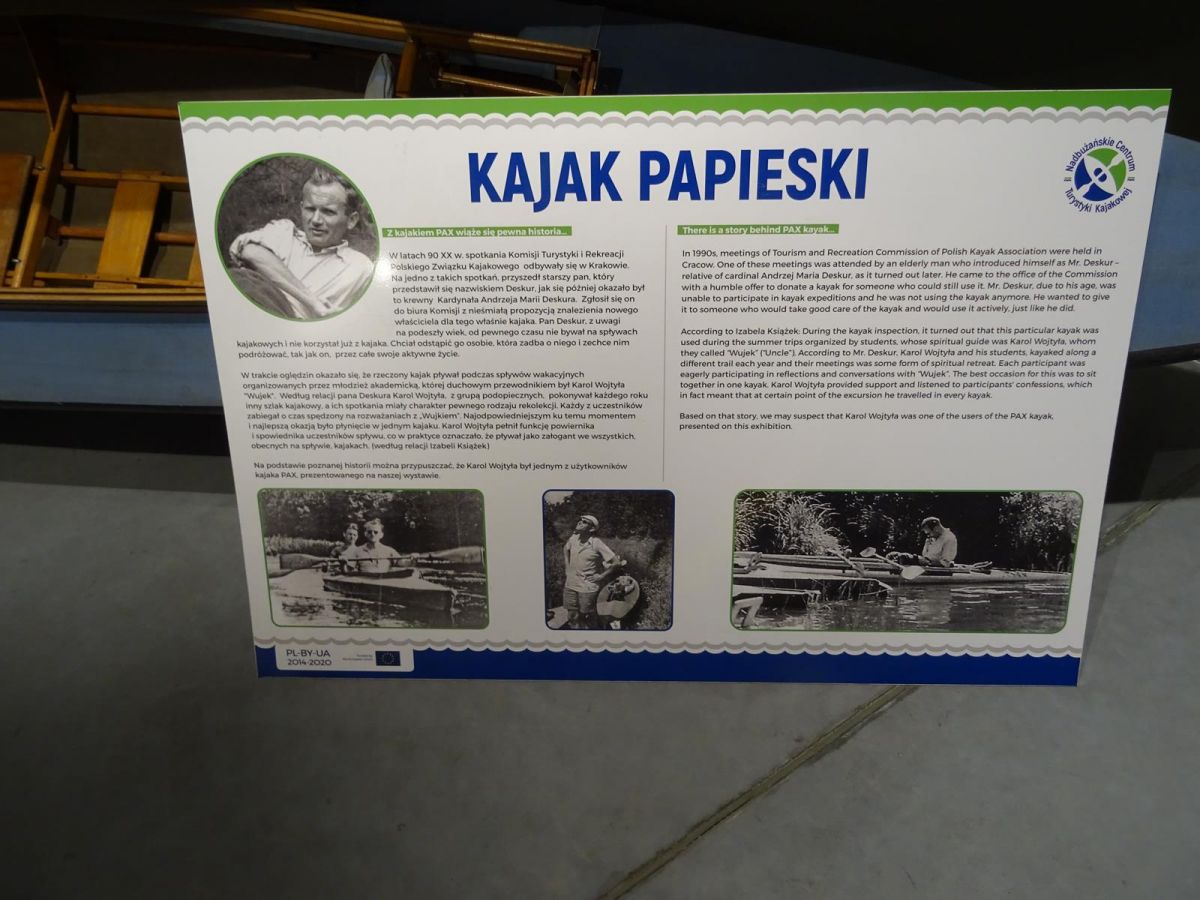 KAJAK PAPIESKI
Nadbużańskie Centrum
Turystyki Kajakowej
Z kajakiem PAX wiąże się pewna historia...
W latach 90 XX w. spotkania Komisji Turystyki i Rekreacji
Polskiego Związku Kajakowego odbywały się w Krakowie.
Na jedno z takich spotkań, przyszedł starszy pan, który
przedstawił się nazwiskiem Deskur, jak się później okazało był
to krewny Kardynała Andrzeja Marii Deskura. Zgłosił się on
do biura Komisji z nieśmiałą propozycją znalezienia nowego
właściciela dla tego właśnie kajaka. Pan Deskur, z uwagi
na podeszły wiek, od pewnego czasu nie bywał na spływach
kajakowych i nie korzystał już z kajaka. Chciał odstąpić go osobie, która zadba o niego i zechce nim
podróżować, tak jak on, przez całe swoje aktywne życie.
W trakcie oględzin okazało się, że rzeczony kajak pływał podczas spływów wakacyjnych
organizowanych przez młodzież akademicką, której duchowym przewodnikiem był Karol Wojtyła
"Wujek". Według relacji pana Deskura Karol Wojtyła, z grupą podopiecznych, pokonywał każdego roku
inny szlak kajakowy, a ich spotkania miały charakter pewnego rodzaju rekolekcji. Każdy z uczestników
zabiegał o czas spędzony na rozważaniach z „Wujkiem”. Najodpowiedniejszym ku temu momentem
i najlepszą okazją było płynięcie w jednym kajaku. Karol Wojtyła pełnił funkcję powiernika
i spowiednika uczestników spływu, co w praktyce oznaczało, że pływał jako załogant we wszystkich,
obecnych na spływie, kajakach. (według relacji Izabeli Książek)
Na podstawie poznanej historii można przypuszczać, że Karol Wojtyła był jednym z użytkowników
kajaka PAX, prezentowanego na naszej wystawie.
There is a story behind PAX kayak...
In 1990s, meetings of Tourism and Recreation Commission of Polish Kayak Association were held in
Cracow. One of these meetings was attended by an elderly man who introduced himself as Mr. Deskur –
relative of cardinal Andrzej Maria Deskur, as it turned out later. He came to the office of the Commission
with a humble offer to donate a kayak for someone who could still use it. Mr. Deskur, due to his age, was
unable to participate in kayak expeditions and he was not using the kayak anymore. He wanted to give
it to someone who would take good care of the kayak and would use it actively, just like he did.
According to Izabela Książek: During the kayak inspection, it turned out that this particular kayak was
used during the summer trips organized by students, whose spiritual guide was Karol Wojtyła, whom
they called "Wujek" ("Uncle"). According to Mr. Deskur, Karol Wojtyła and his students, kayaked along a
different trail each year and their meetings was some form of spiritual retreat. Each participant was
eagerly participating in reflections and conversations with "Wujek". The best occasion for this was to sit
together in one kayak. Karol Wojtyła provided support and listened to participants' confessions, which
in fact meant that at certain point of the excursion he travelled in every kayak.
Based on that story, we may suspect that Karol Wojtyła was one of the users of the PAX kayak,
presented on this exhibition.
PL-BY-UA
2014-2020